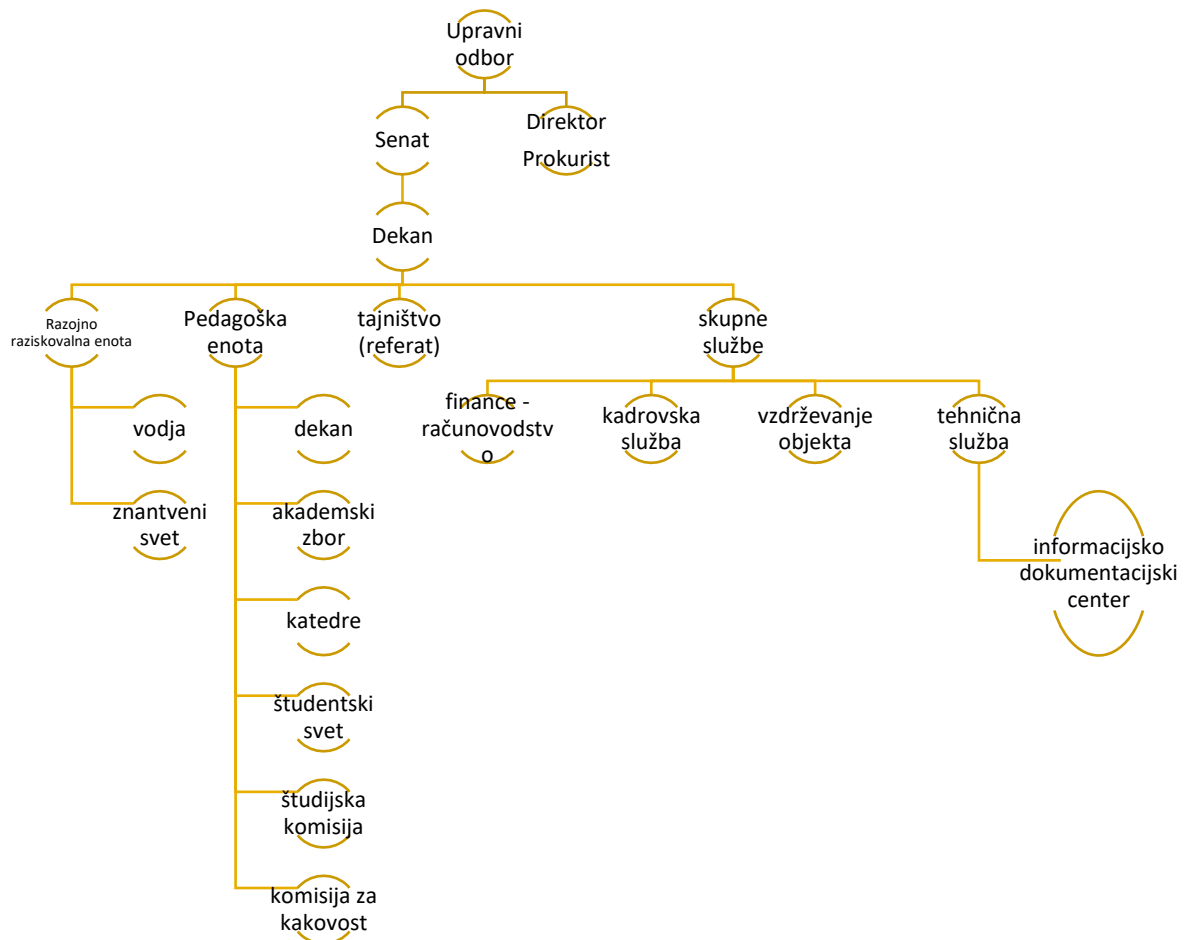 Upravni
odbor
Senat
Direktor
Prokurist
Dekan
Razojno
raziskovalna enota
Pedagoška
enota
tajništvo
(referat)
skupne
službe
vodja
znantveni
svet
dekan
akademski
zbor
katedre
študentski
svet
študijska
komisija
komisija za
kakovost
finance -
računovodstv
o
kadrovska
služba
vzdrževanje
objekta
tehnična
služba
informacijsko
dokumentacijski
center